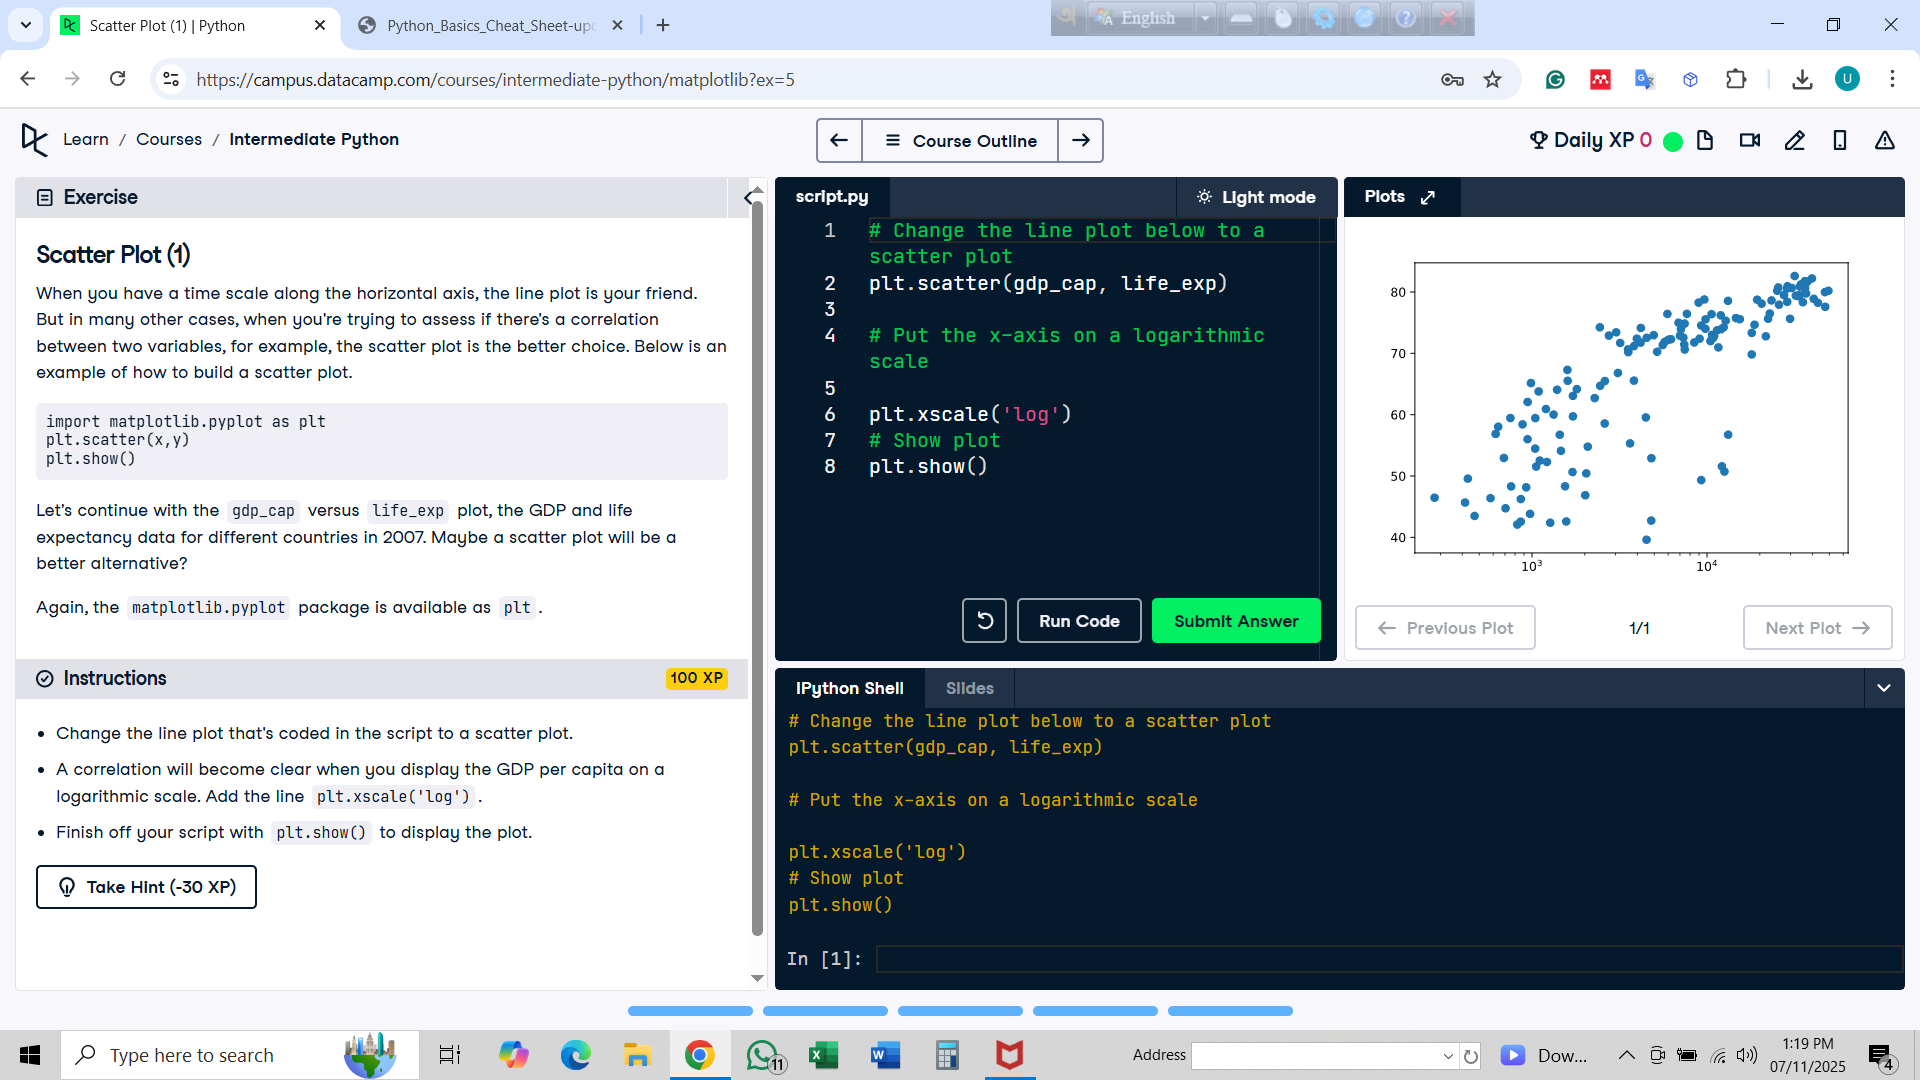 Scatter Plot (1) | Python
Python_Basics_Cheat_Sheet-upd
English
https://campus.datacamp.com/courses/intermediate-python/matplotlib?ex=5
U
Learn / Courses / Intermediate Python
Course Outline
Daily XP 0
Exercise
Scatter Plot (1)
When you have a time scale along the horizontal axis, the line plot is your friend.
But in many other cases, when you're trying to assess if there's a correlation
between two variables, for example, the scatter plot is the better choice. Below is an
example of how to build a scatter plot.
import matplotlib.pyplot as plt
plt.scatter(x,y)
plt.show()
Let's continue with the gdp_cap versus life_exp plot, the GDP and life
expectancy data for different countries in 2007. Maybe a scatter plot will be a
better alternative?
Again, the matplotlib.pyplot package is available as plt .
Instructions
100 XP
• Change the line plot that's coded in the script to a scatter plot.
• A correlation will become clear when you display the GDP per capita on a
logarithmic scale. Add the line plt.xscale('log') .
• Finish off your script with plt.show() to display the plot.
Take Hint (-30 XP)
script.py
Light mode
1 # Change the line plot below to a
scatter plot
2 plt.scatter(gdp_cap, life_exp)
3
4 # Put the x-axis on a logarithmic
scale
5
6 plt.xscale('log')
7 # Show plot
8 plt.show()
Run Code
Submit Answer
Plots
80
70
60
50
40
10³
10⁴
Previous Plot
1/1
Next Plot
IPython Shell
Slides
# Change the line plot below to a scatter plot
plt.scatter(gdp_cap, life_exp)
# Put the x-axis on a logarithmic scale
plt.xscale('log')
# Show plot
plt.show()
In [1]:
Type here to search
11
Address
Dow...
1:19 PM
07/11/2025
4